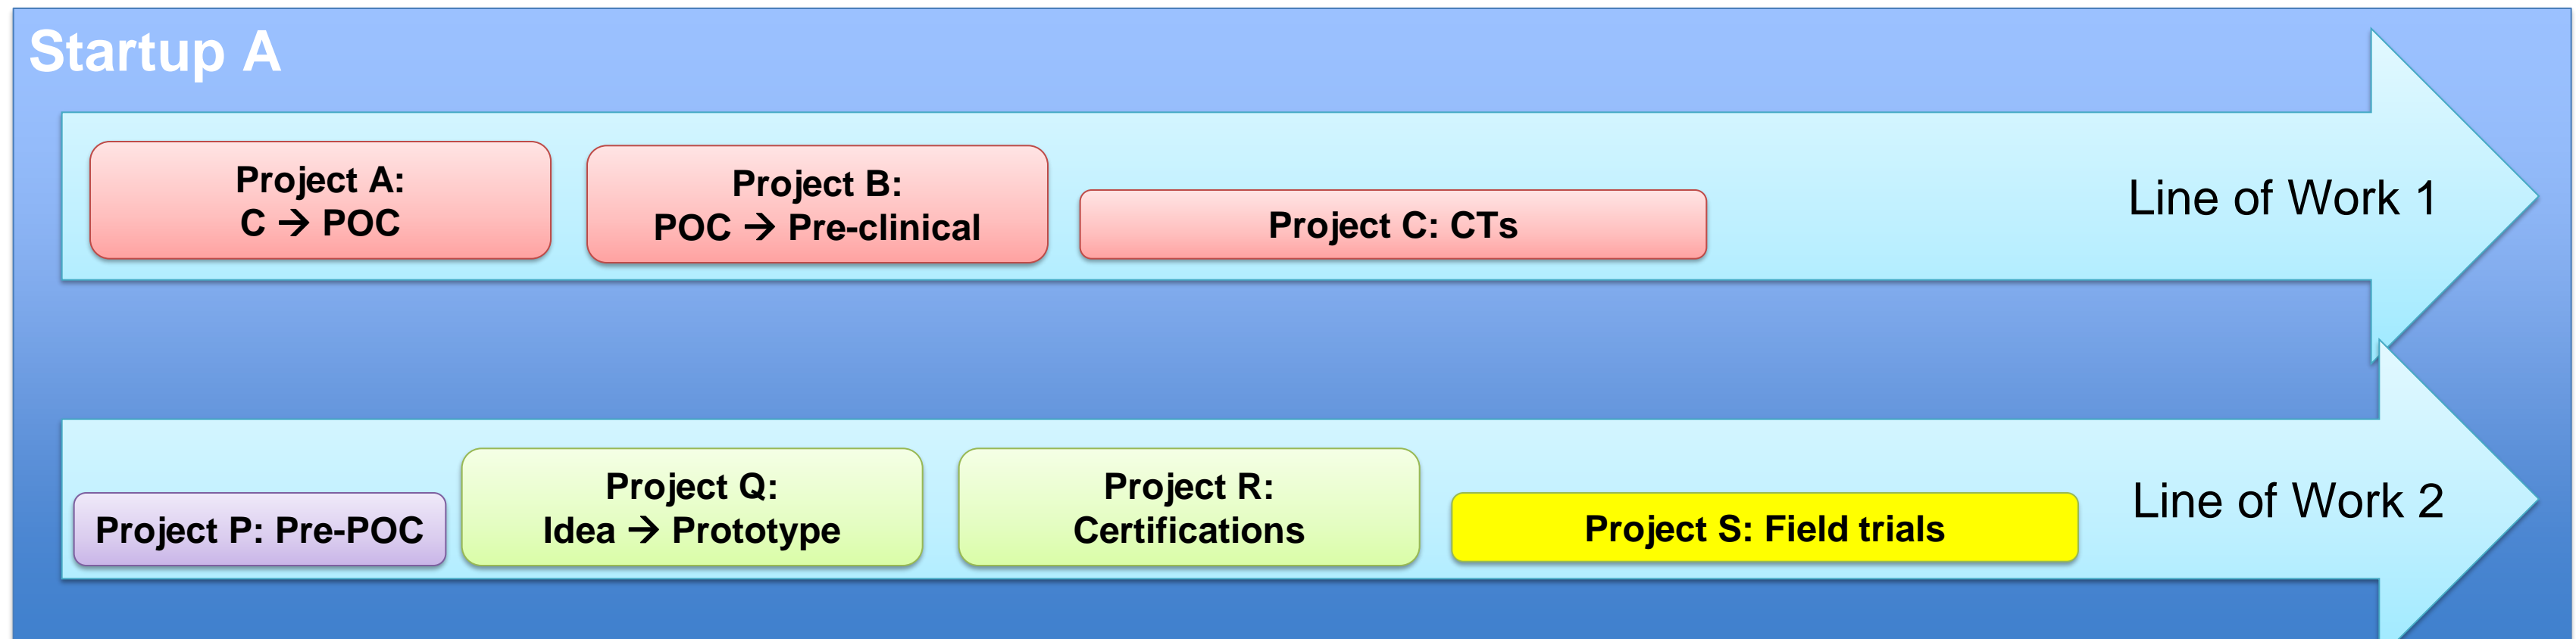 Startup A
Project A:
C → POC
Project B:
POC → Pre-clinical
Project C: CTs
Line of Work 1
Project P: Pre-POC
Project Q:
Idea → Prototype
Project R:
Certifications
Project S: Field trials
Line of Work 2